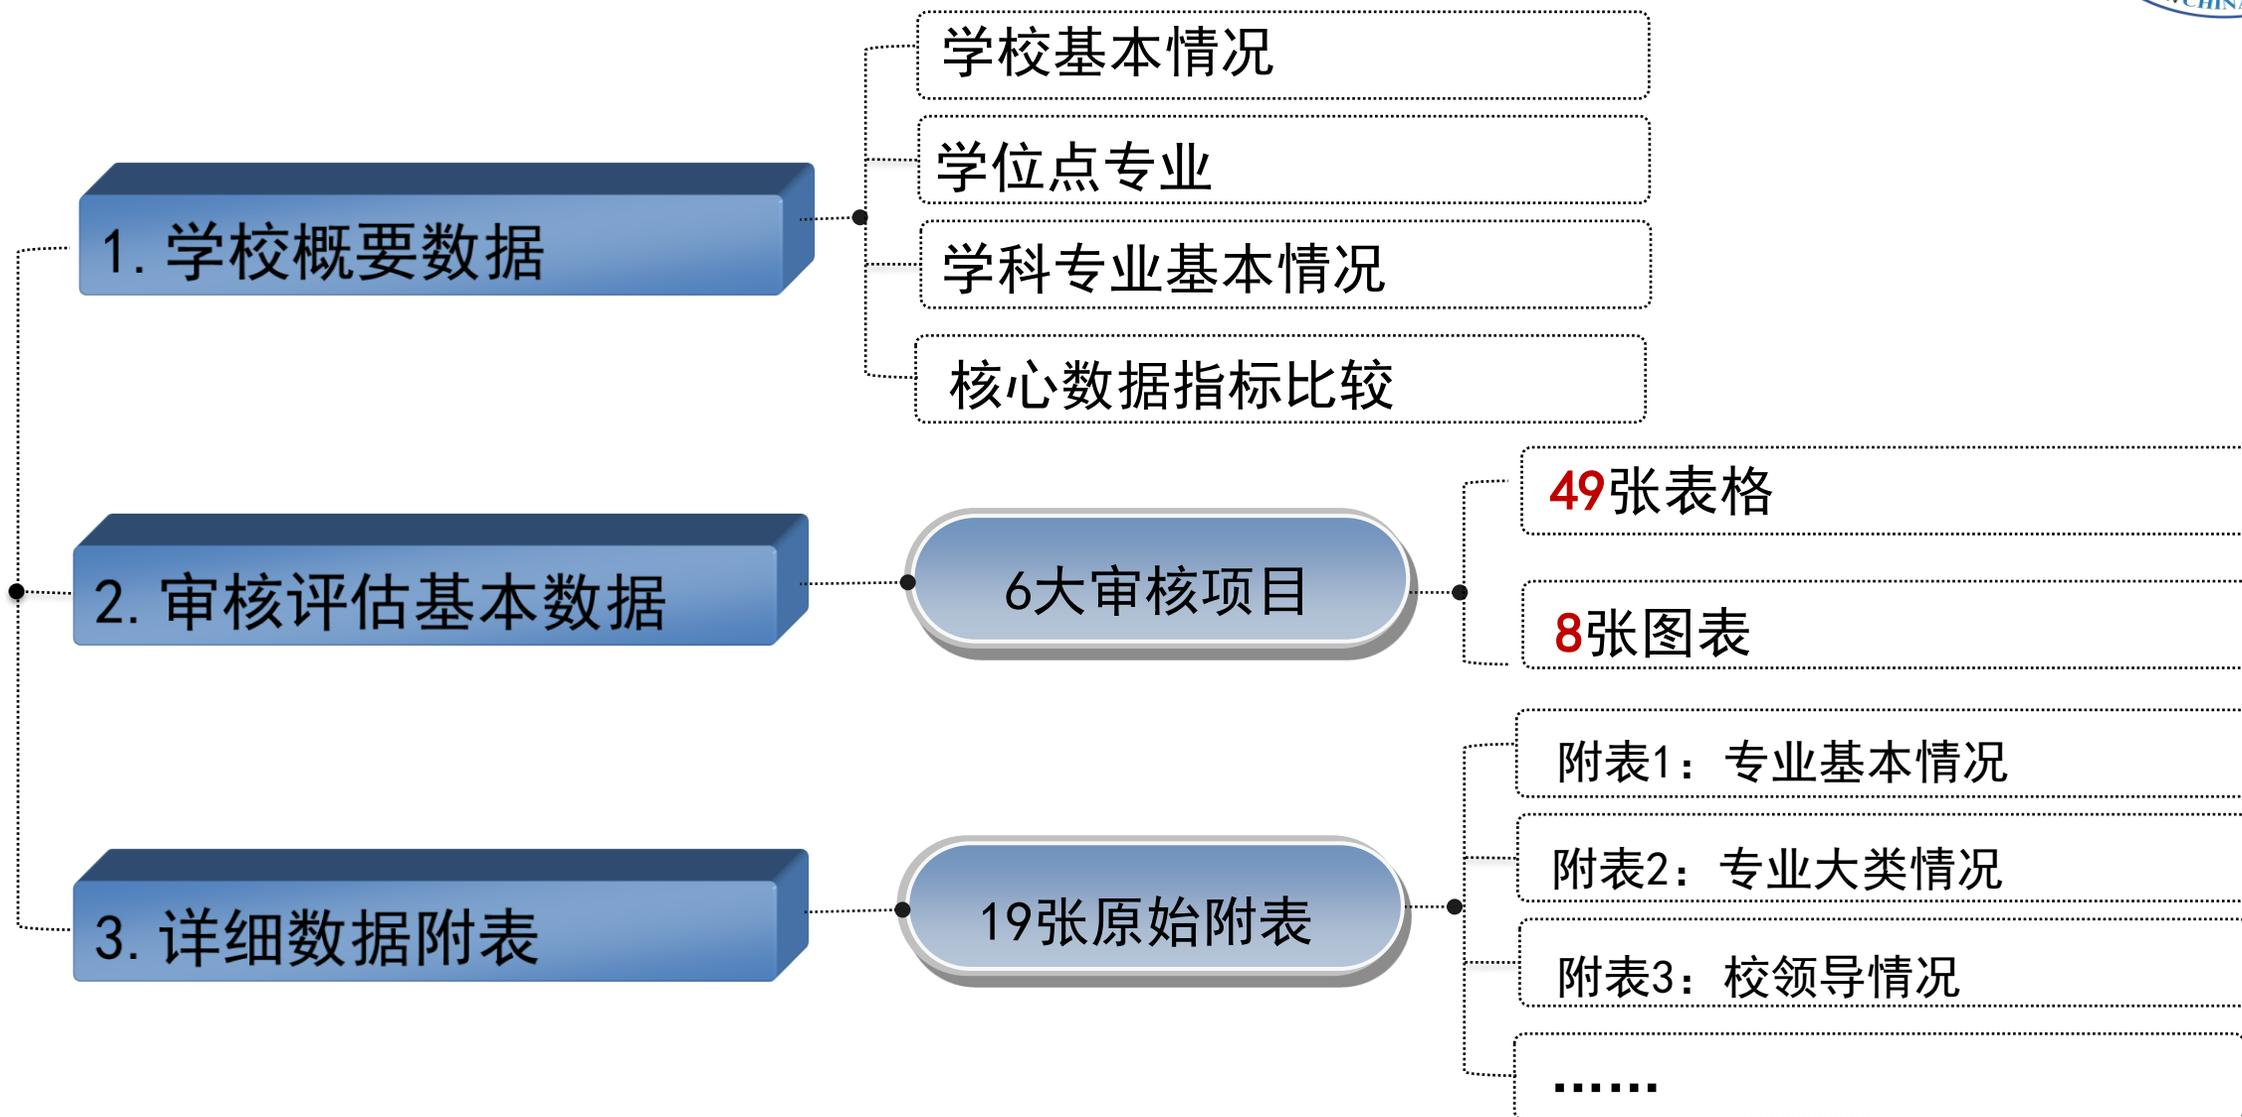 1. 学校概要数据
学校基本情况
学位点专业
学科专业基本情况
核心数据指标比较
2. 审核评估基本数据
6大审核项目
49张表格
8张图表
3. 详细数据附表
19张原始附表
附表1：专业基本情况
附表2：专业大类情况
附表3：校领导情况
……